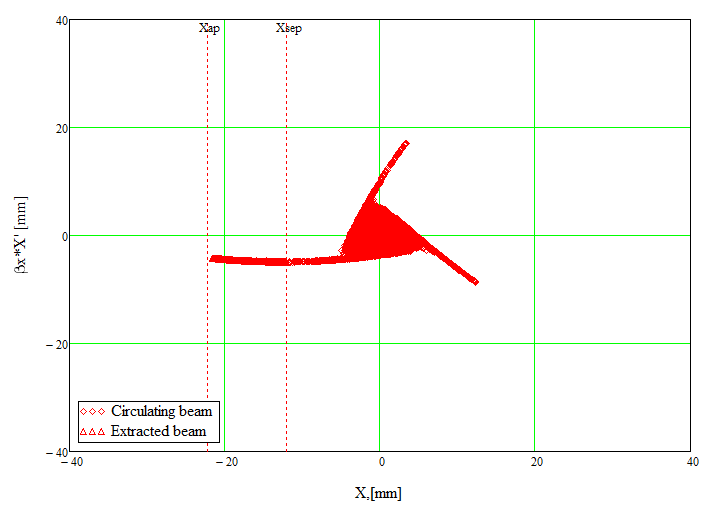 40
Xap
Xsep
20
0
− 20
− 40
βx*X' [mm]
Circulating beam
Extracted beam
− 40
− 20
0
20
40
X,[mm]